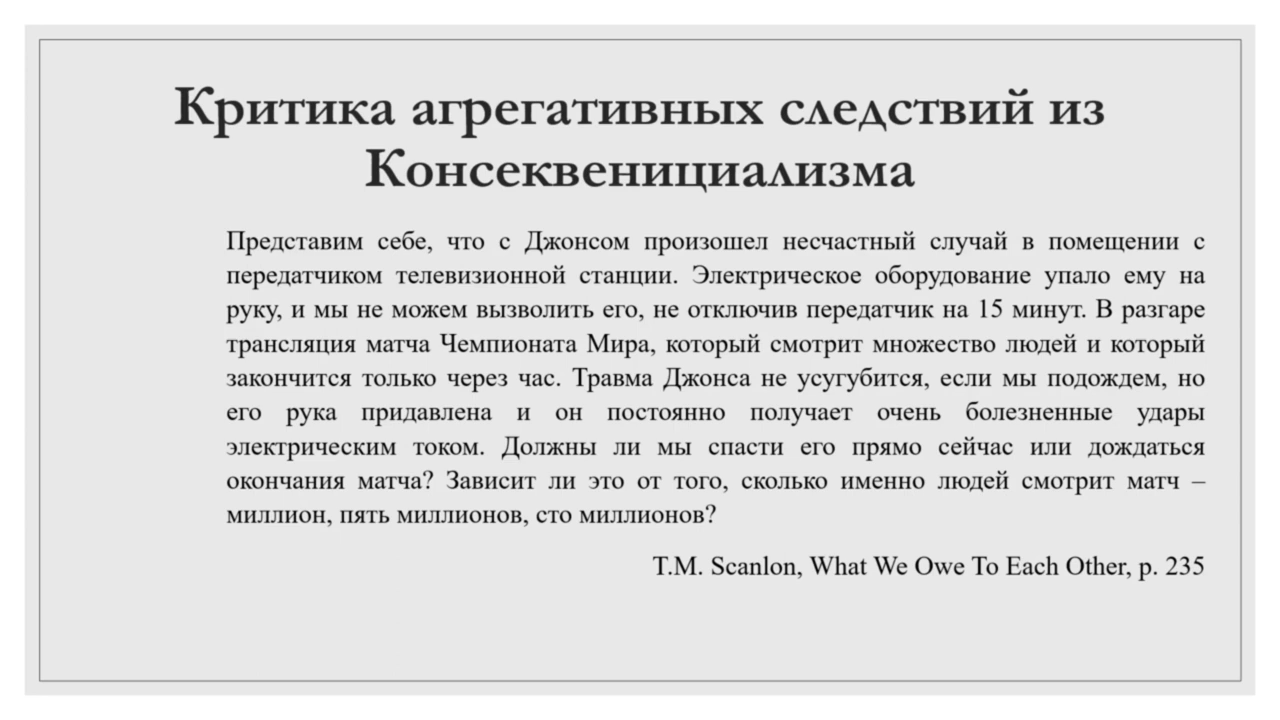 Критика агрегативных следствий из
Консеквенициализма
Представим себе, что с Джонсом произошел несчастный случай в помещении с
передатчиком телевизионной станции. Электрическое оборудование упало ему на
руку, и мы не можем вызволить его, не отключив передатчик на 15 минут. В разгаре
трансляция матча Чемпионата Мира, который смотрит множество людей и который
закончится только через час. Травма Джонса не усугубится, если мы подождем, но
его рука придавлена и он постоянно получает очень болезненные удары
электрическим током. Должны ли мы спасти его прямо сейчас или дождаться
окончания матча? Зависит ли это от того, сколько именно людей смотрит матч –
миллион, пять миллионов, сто миллионов?
T.M. Scanlon, What We Owe To Each Other, p. 235